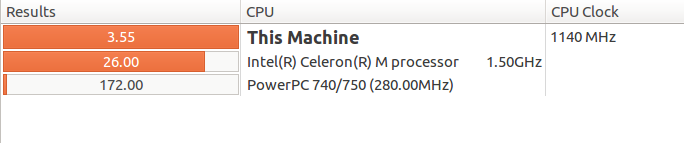 Results CPU CPU Clock
3.55 This Machine 1140 MHz
26.00 Intel(R) Celeron(R) M processor 1.50GHz
172.00 PowerPC 740/750 (280.00MHz)